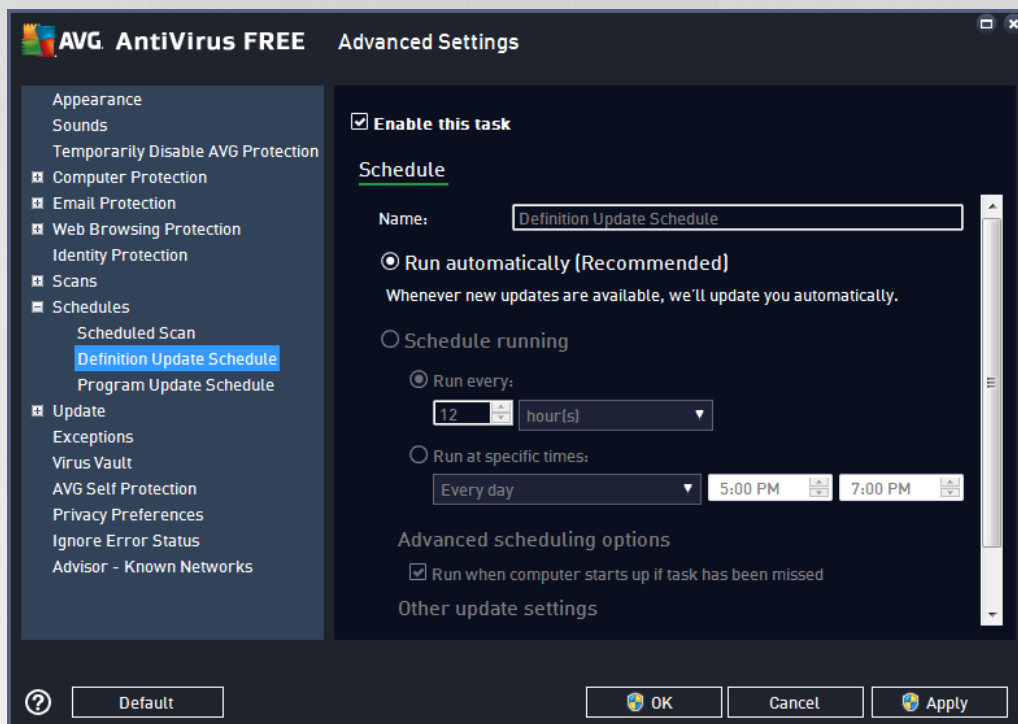 AVG. AntiVirus FREE Advanced Settings
Appearance
Sounds
Temporarily Disable AVG Protection
Computer Protection
Email Protection
Web Browsing Protection
Identity Protection
Scans
Schedules
Scheduled Scan
Definition Update Schedule
Program Update Schedule
Update
Exceptions
Virus Vault
AVG Self Protection
Privacy Preferences
Ignore Error Status
Advisor - Known Networks
Enable this task
Schedule
Name: Definition Update Schedule
Run automatically (Recommended)
Whenever new updates are available, we'll update you automatically.
Schedule running
Run every:
12 hour(s)
Run at specific times:
Every day 5:00 PM 7:00 PM
Advanced scheduling options
Run when computer starts up if task has been missed
Other update settings
? Default OK Cancel Apply